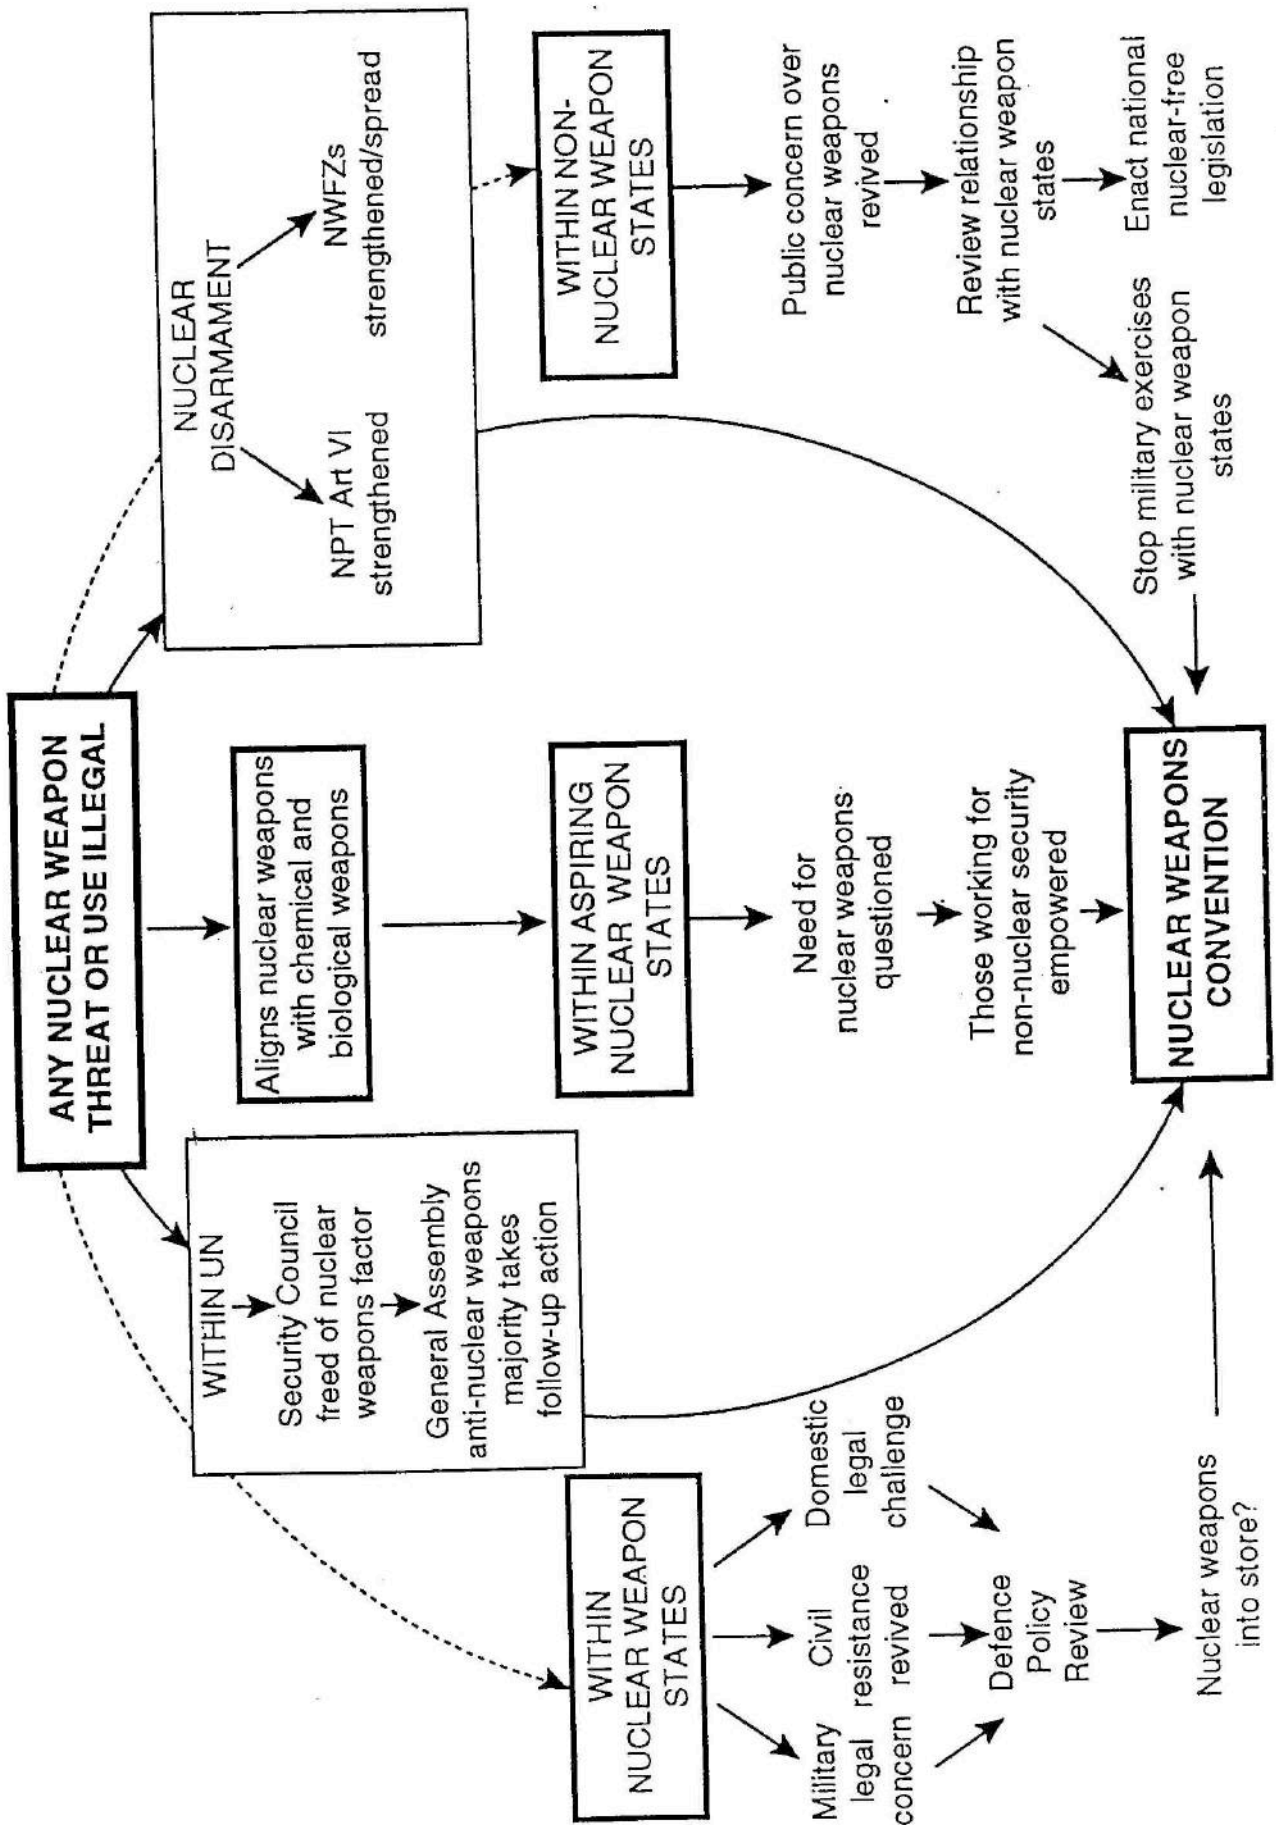 ANY NUCLEAR WEAPON
THREAT OR USE ILLEGAL
WITHIN UN
Security Council
freed of nuclear
weapons factor
General Assembly
anti-nuclear weapons
majority takes
follow-up action
Aligns nuclear weapons
with chemical and
biological weapons
NUCLEAR
DISARMAMENT
NPT Art VI
strengthened
NWFZs
strengthened/spread
WITHIN
NUCLEAR WEAPON
STATES
Military
legal
concern
Civil
resistance
revived
Domestic
legal
challenge
Defence
Policy
Review
Nuclear weapons
into store?
WITHIN ASPIRING
NUCLEAR WEAPON
STATES
Need for
nuclear weapons
questioned
Those working for
non-nuclear security
empowered
WITHIN NON-
NUCLEAR WEAPON
STATES
Public concern over
nuclear weapons
revived
Review relationship
with nuclear weapon
states
Stop military exercises
with nuclear weapon
states
Enact national
nuclear-free
legislation
NUCLEAR WEAPONS
CONVENTION